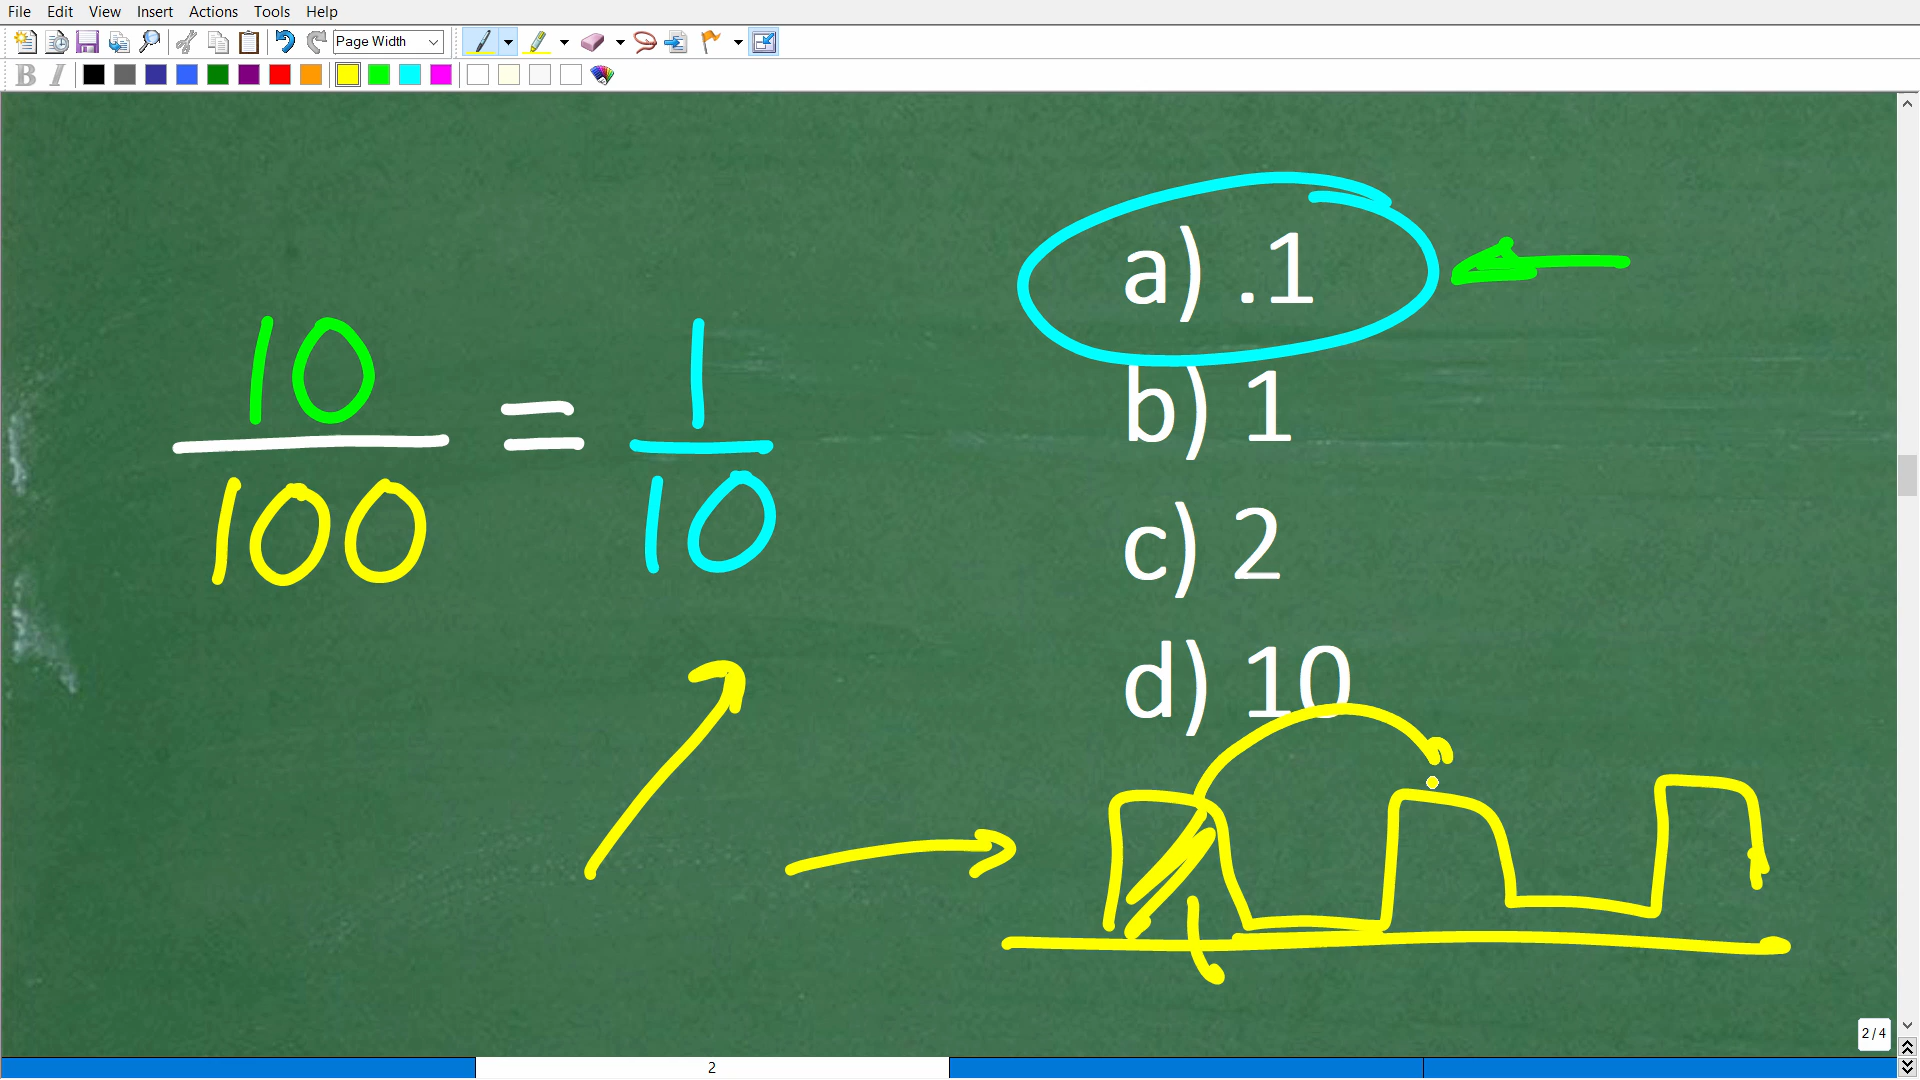 File Edit View Insert Actions Tools Help
Page Width
B I
10/100 = 1/10
a) .1
b) 1
c) 2
d) 10
2 / 4
2